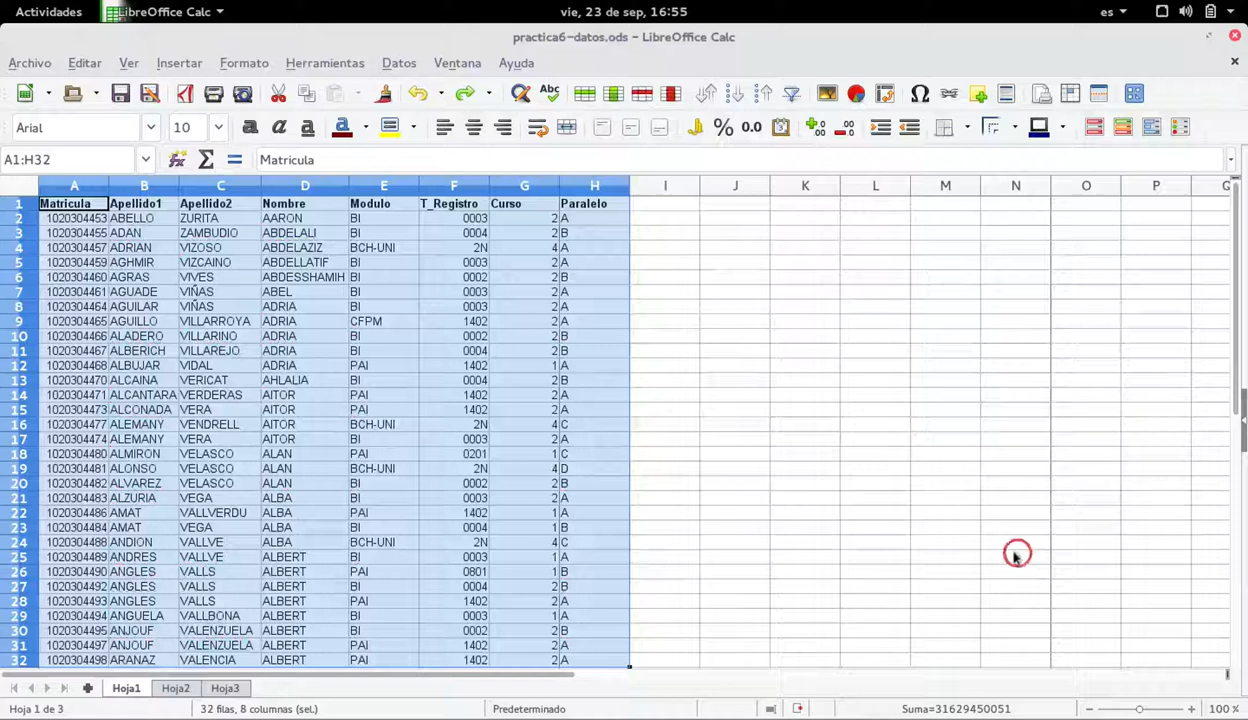 Actividades LibreOffice Calc vie, 23 de sep, 16:55 es
practica6-datos.ods - LibreOffice Calc
Archivo Editar Ver Insertar Formato Herramientas Datos Ventana Ayuda
Arial 10 a a a a % 0.0
A1:H32 Matricula
A B C D E F G H I J K L M N O P
1 Matricula Apellido1 Apellido2 Nombre Modulo T_Registro Curso Paralelo
2 1020304453 ABELLO ZURITA AARON BI 0003 2 A
3 1020304455 ADAN ZAMBUDIO ABDELALI BI 0004 2 B
4 1020304457 ADRIAN VIZOSO ABDELAZIZ BCH-UNI 2N 4 A
5 1020304459 AGHMIR VIZCAINO ABDELLATIF BI 0003 2 A
6 1020304460 AGRAS VIVES ABDESSHAMIH BI 0002 2 B
7 1020304461 AGUADE VIÑAS ABEL BI 0003 2 A
8 1020304464 AGUILAR VIÑAS ADRIA BI 0003 2 A
9 1020304465 AGUILLO VILLARROYA ADRIA CFPM 1402 2 B
10 1020304466 ALADERO VILLARINO ADRIA BI 0002 2 B
11 1020304467 ALBERICH VILLAREJO ADRIA BI 0004 2 B
12 1020304468 ALBUJAR VIDAL ADRIA PAI 1402 1 A
13 1020304470 ALCAINA VERICAT AHLALIA BI 0004 2 B
14 1020304471 ALCANTARA VERDERAS AITOR PAI 1402 2 A
15 1020304473 ALCONADA VERA AITOR PAI 1402 2 A
16 1020304477 ALEMANY VENDRELL AITOR BCH-UNI 2N 4 C
17 1020304474 ALEMANY VERA AITOR BI 0003 2 A
18 1020304480 ALMIRON VELASCO ALAN PAI 0201 1 C
19 1020304481 ALONSO VELASCO ALAN BCH-UNI 2N 4 D
20 1020304482 ALVAREZ VELASCO ALAN BI 0002 2 B
21 1020304483 ALZURIA VEGA ALBA BI 0003 2 A
22 1020304486 AMAT VALLVERDU ALBA PAI 1402 1 A
23 1020304484 AMAT VEGA ALBA BI 0004 1 B
24 1020304488 ANDION VALLVE ALBA BCH-UNI 2N 4 C
25 1020304489 ANDRES VALLVE ALBERT BI 0003 1 A
26 1020304490 ANGLES VALLS ALBERT PAI 0801 1 B
27 1020304492 ANGLES VALLS ALBERT BI 0004 2 B
28 1020304493 ANGLES VALLS ALBERT PAI 1402 2 A
29 1020304494 ANGUELA VALLBONA ALBERT BI 0003 1 A
30 1020304495 ANJOUF VALENZUELA ALBERT BI 0002 2 B
31 1020304497 ANJOUF VALENZUELA ALBERT PAI 1402 2 A
32 1020304498 ARANAZ VALENCIA ALBERT PAI 1402 2 A
Hoja1 Hoja2 Hoja3
Hoja 1 de 3 32 filas, 8 columnas (sel.) Predeterminado Suma=31629450051 100 %